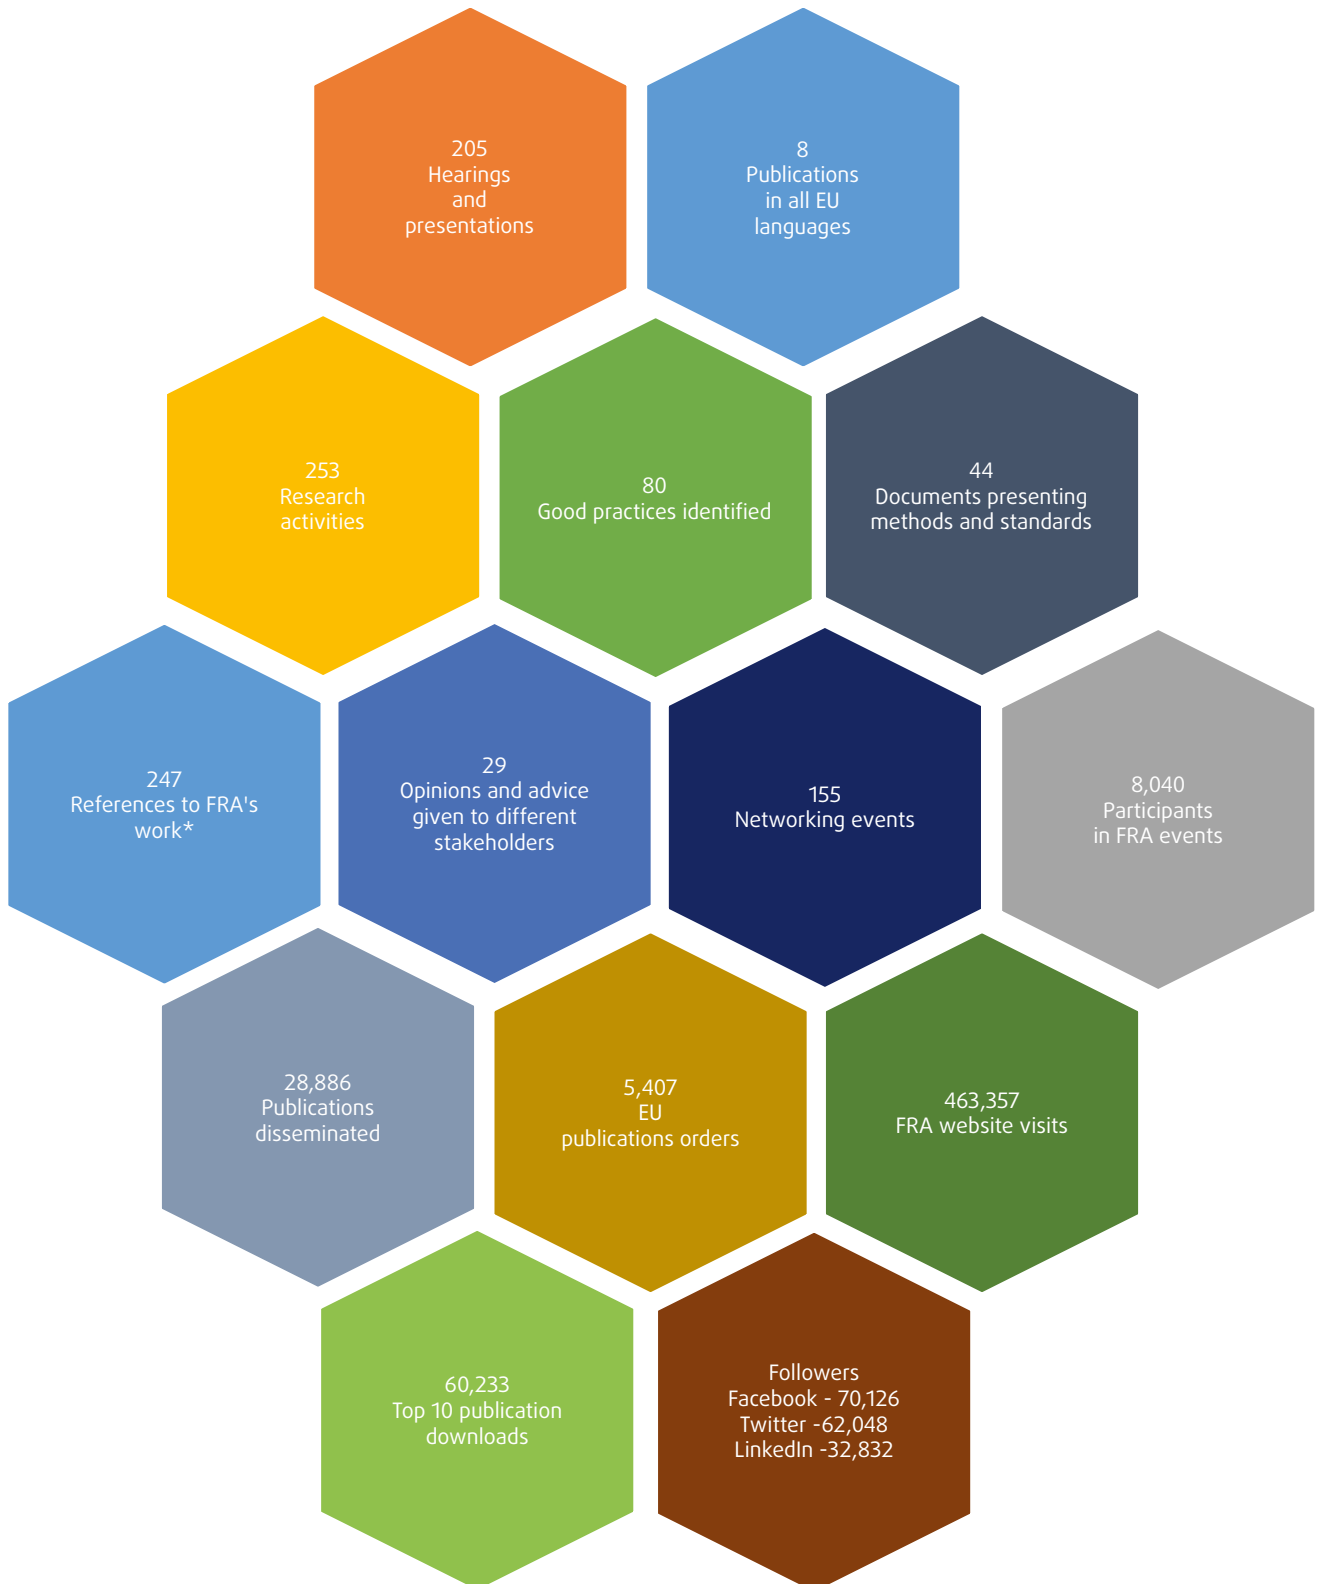 205
Hearings
and
presentations
8
Publications
in all EU
languages
253
Research
activities
80
Good practices identified
44
Documents presenting
methods and standards
247
References to FRA's
work*
29
Opinions and advice
given to different
stakeholders
155
Networking events
8,040
Participants
in FRA events
28,886
Publications
disseminated
5,407
EU
publications orders
463,357
FRA website visits
60,233
Top 10 publication
downloads
Followers
Facebook - 70,126
Twitter -62,048
LinkedIn -32,832